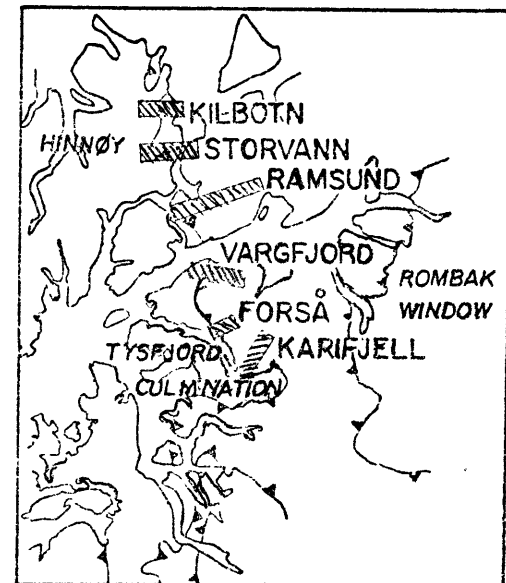 KILBOTN
HINNØY
STORVANN
RAMSUND
VARGFJORD
ROMBAK
WINDOW
FORSÅ
TYSFJORD
KARIFJELL
CULMINATION